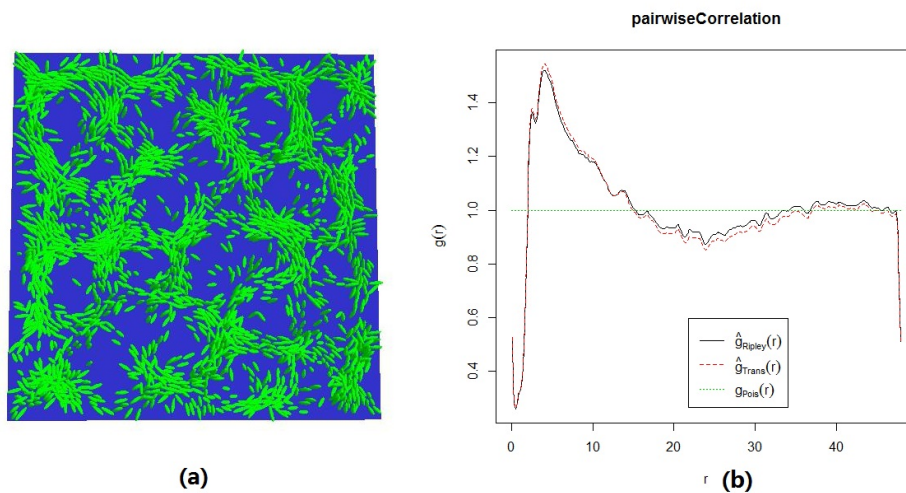 pairwiseCorrelation
g(r)
1.4
1.2
1.0
0.8
0.6
0.4
ĝRipley(r)
ĝTrans(r)
gPois(r)
0 10 20 30 40
r
(a)
(b)